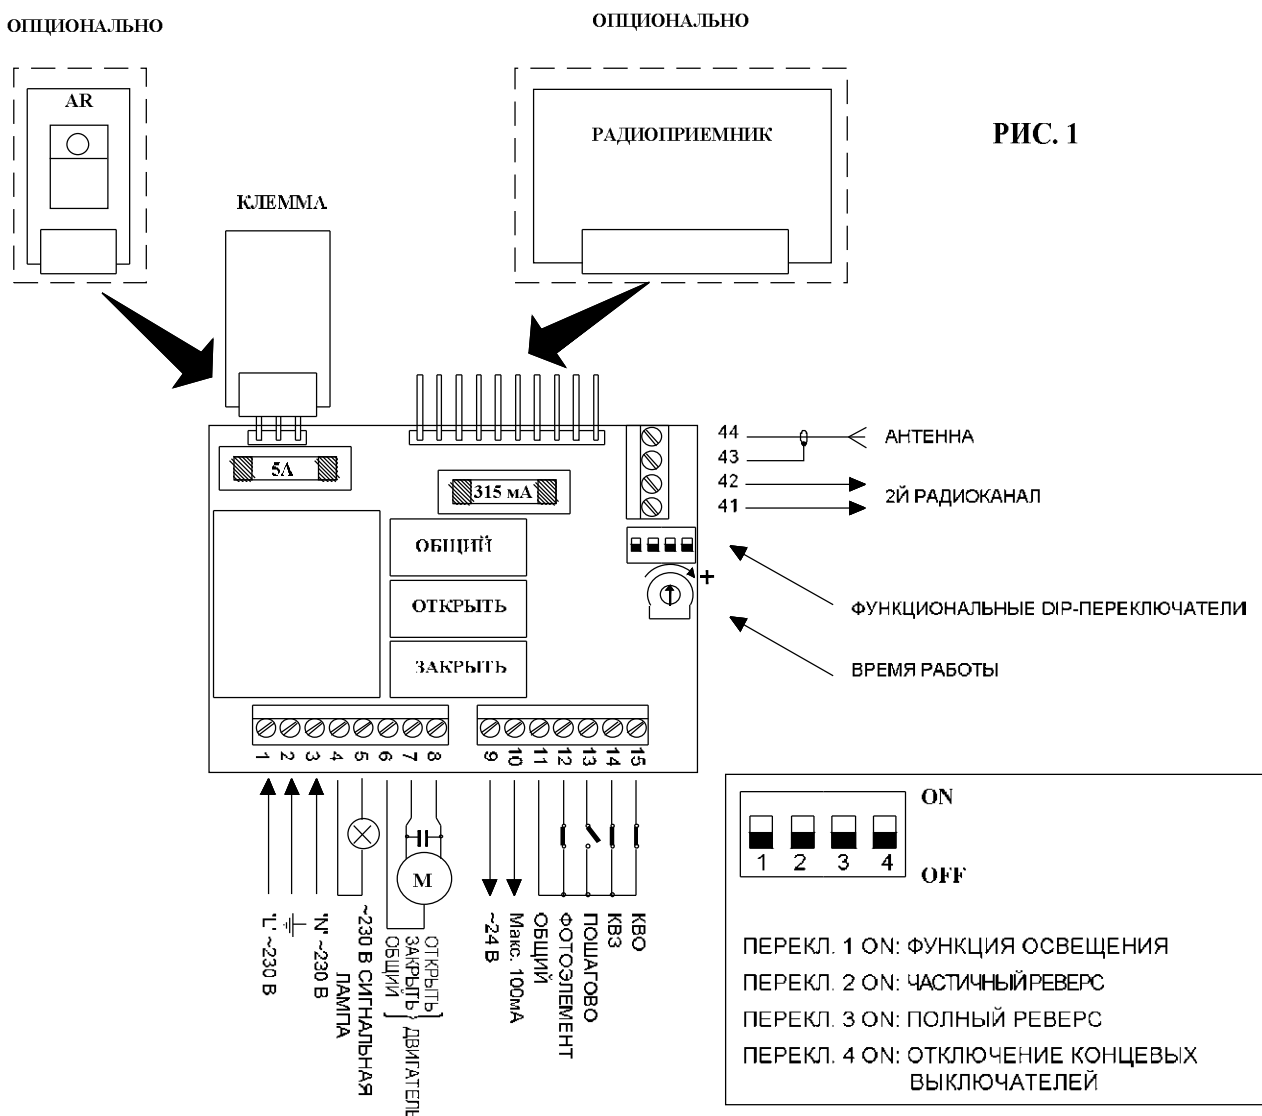 ОПЦИОНАЛЬНО
ОПЦИОНАЛЬНО
AR
РАДИОПРИЕМНИК
РИС. 1
КЛЕММА
5А
315 мА
ОБЩИЙ
ОТКРЫТЬ
ЗАКРЫТЬ
44
43
42
41
АНТЕННА
2Й РАДИОКАНАЛ
+
ФУНКЦИОНАЛЬНЫЕ DIP-ПЕРЕКЛЮЧАТЕЛИ
ВРЕМЯ РАБОТЫ
1 2 3 4 5 6 7 8
9 10 11 12 13 14 15
M
'L' ~230 В
'N' ~230 В
~230 В СИГНАЛЬНАЯ
ЛАМПА
ОТКРЫТЬ
ЗАКРЫТЬ
ОБЩИЙ
ДВИГАТЕЛЬ
~24 В
Макс. 100мА
ОБЩИЙ
ФОТОЭЛЕМЕНТ
ПОШАГОВО
КВЗ
КВО
ON
1 2 3 4
OFF
ПЕРЕКЛ. 1 ON: ФУНКЦИЯ ОСВЕЩЕНИЯ
ПЕРЕКЛ. 2 ON: ЧАСТИЧНЫЙ РЕВЕРС
ПЕРЕКЛ. 3 ON: ПОЛНЫЙ РЕВЕРС
ПЕРЕКЛ. 4 ON: ОТКЛЮЧЕНИЕ КОНЦЕВЫХ
ВЫКЛЮЧАТЕЛЕЙ